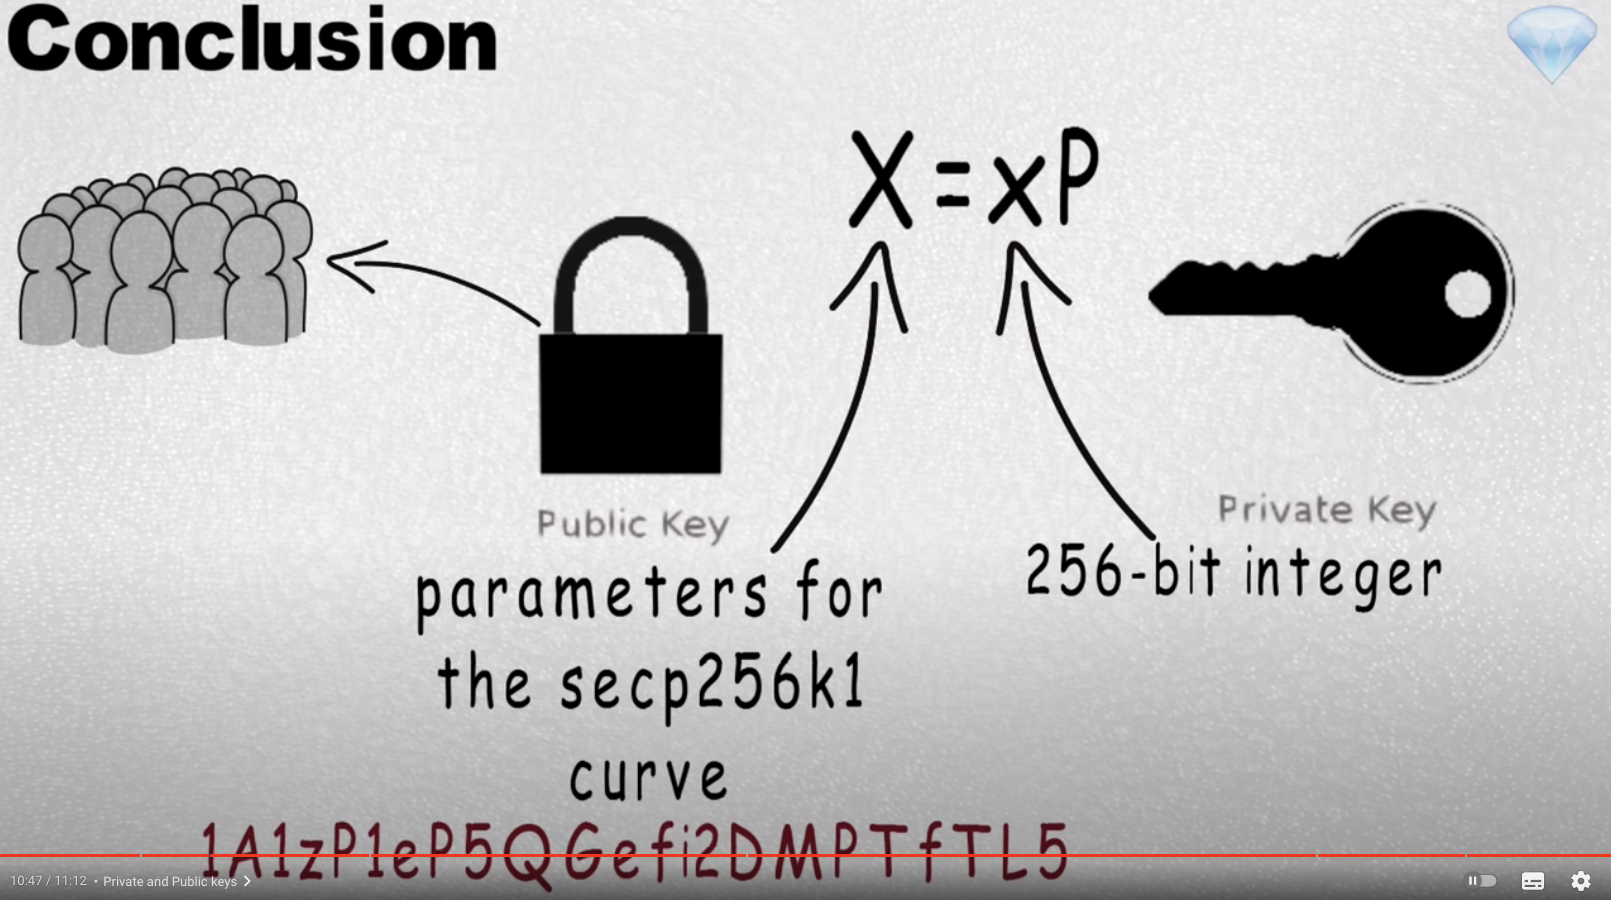 Conclusion
X = xP
Public Key
Private Key
parameters for
the secp256k1
curve
256-bit integer
1A1zP1eP5QGefi2DMPTfTL5
10:47 / 11:12 • Private and Public keys